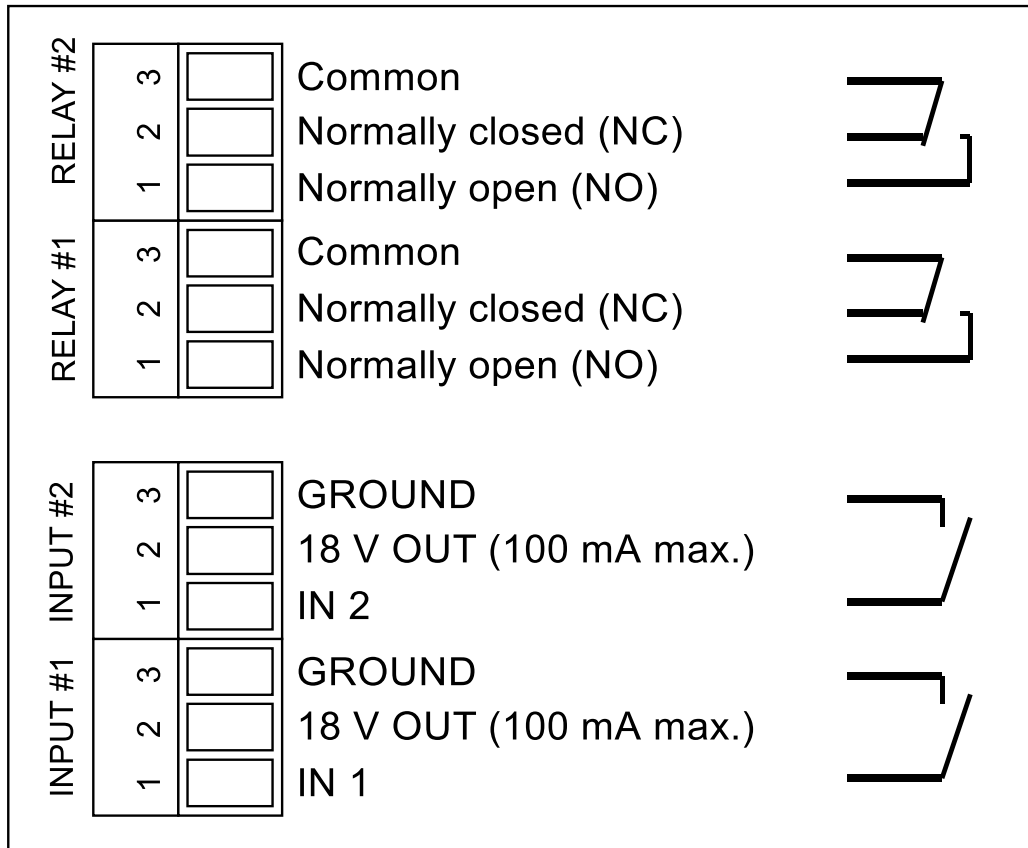 RELAY #2
3 Common
2 Normally closed (NC)
1 Normally open (NO)
RELAY #1
3 Common
2 Normally closed (NC)
1 Normally open (NO)
INPUT #2
3 GROUND
2 18 V OUT (100 mA max.)
1 IN 2
INPUT #1
3 GROUND
2 18 V OUT (100 mA max.)
1 IN 1